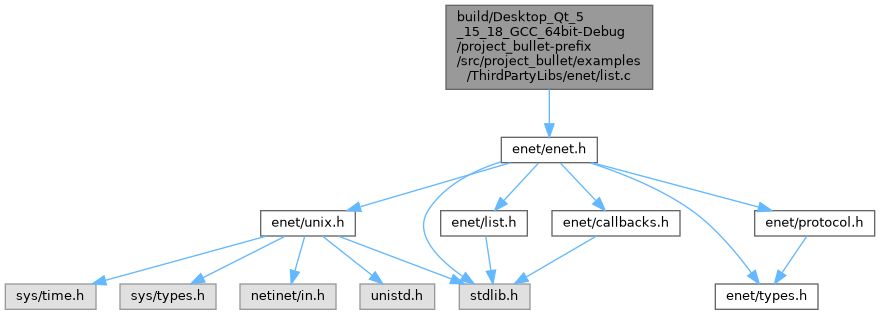 build/Desktop_Qt_5
_15_18_GCC_64bit-Debug
/project_bullet-prefix
/src/project_bullet/examples
/ThirdPartyLibs/enet/list.c
enet/enet.h
enet/unix.h
enet/list.h
enet/callbacks.h
enet/protocol.h
sys/time.h
sys/types.h
netinet/in.h
unistd.h
stdlib.h
enet/types.h